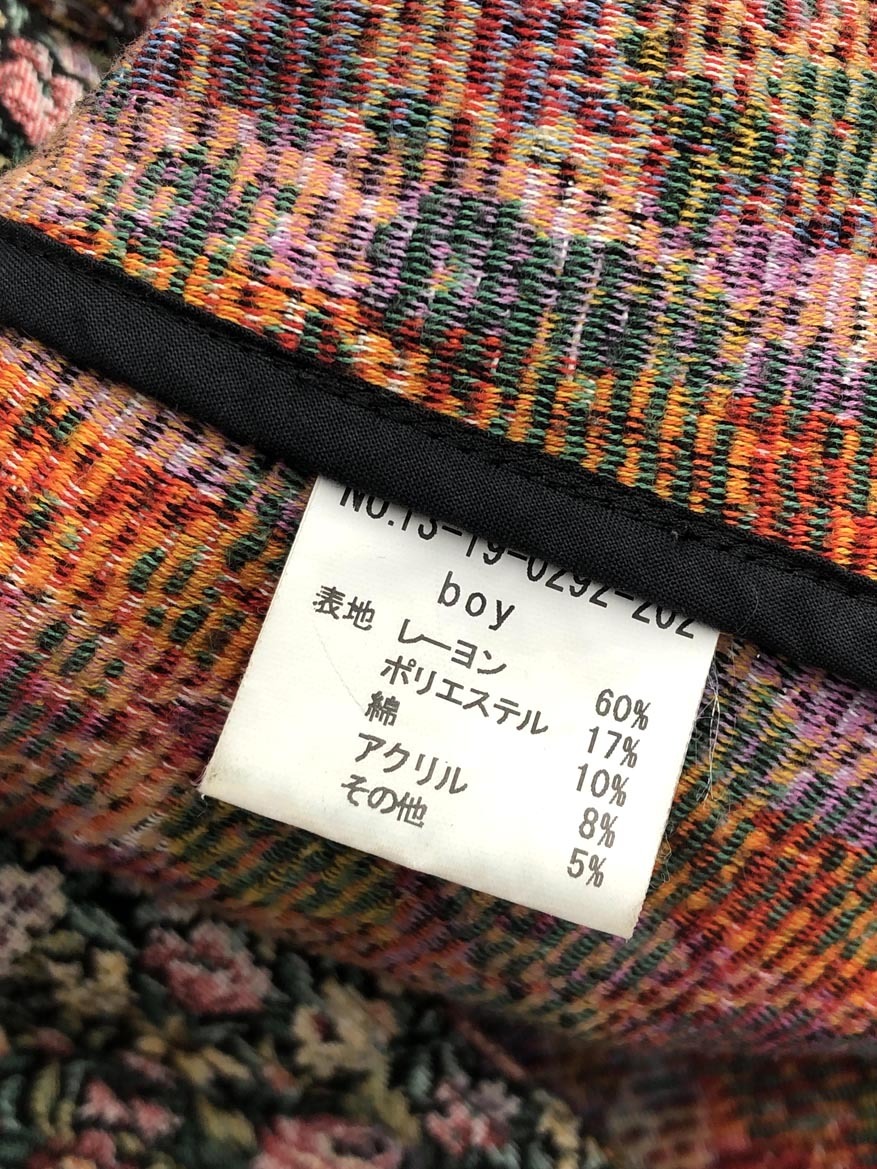 NO.13-19-0292-202
boy
表地 レーヨン 60%
ポリエステル 17%
綿 10%
アクリル 8%
その他 5%